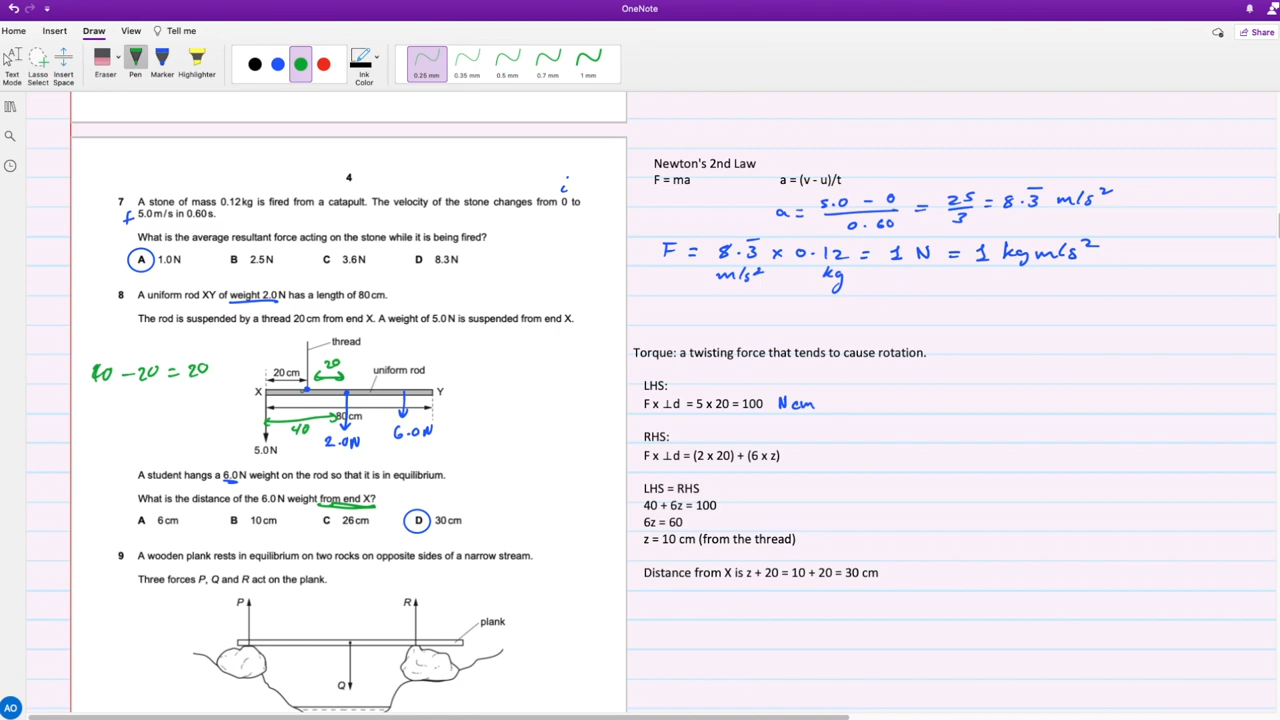 OneNote
Home Insert Draw View Tell me
Share
Text Mode
Lasso Select
Insert Space
Eraser
Pen
Marker
Highlighter
Ink Color
0.25 mm
0.35 mm
0.5 mm
0.7 mm
1 mm
4
i
7 A stone of mass 0.12 kg is fired from a catapult. The velocity of the stone changes from 0 to
f 5.0 m/s in 0.60 s.
What is the average resultant force acting on the stone while it is being fired?
A 1.0 N B 2.5 N C 3.6 N D 8.3 N
8 A uniform rod XY of weight 2.0 N has a length of 80 cm.
The rod is suspended by a thread 20 cm from end X. A weight of 5.0 N is suspended from end X.
thread
20
40 - 20 = 20
20 cm
uniform rod
X
Y
80 cm
40
2.0N
6.0N
5.0 N
A student hangs a 6.0 N weight on the rod so that it is in equilibrium.
What is the distance of the 6.0 N weight from end X?
A 6 cm B 10 cm C 26 cm D 30 cm
9 A wooden plank rests in equilibrium on two rocks on opposite sides of a narrow stream.
Three forces P, Q and R act on the plank.
P
R
plank
Q
Newton's 2nd Law
F = ma a = (v - u)/t
a = (5.0 - 0)/0.60 = 25/3 = 8.3̅ m/s²
F = 8.3̅ x 0.12 = 1 N = 1 kg m/s²
m/s² kg
Torque: a twisting force that tends to cause rotation.
LHS:
F x ⊥d = 5 x 20 = 100 N cm
RHS:
F x ⊥d = (2 x 20) + (6 x z)
LHS = RHS
40 + 6z = 100
6z = 60
z = 10 cm (from the thread)
Distance from X is z + 20 = 10 + 20 = 30 cm
AO